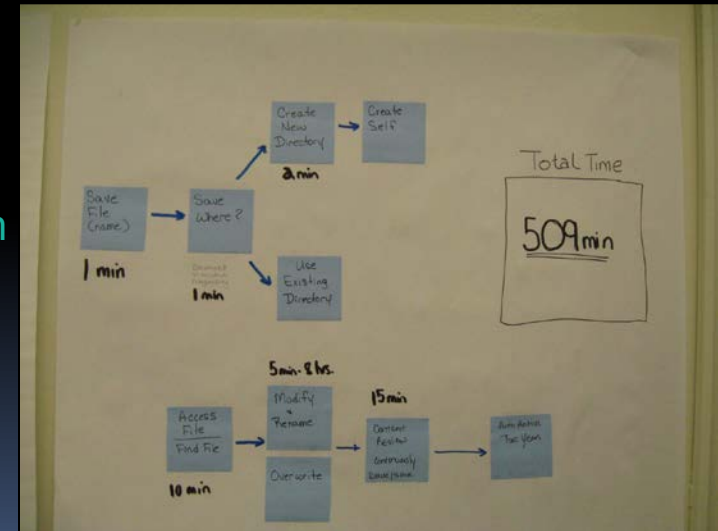 n
Create
New
Directory
Create
Self
2 min
Total Time
509 min
Save
File
(name)
Save
Where?
1 min
1 min
Use
Existing
Directory
5 min - 8 hrs.
15 min
Modify
+
Rename
Access
File
Find File
Content
Review
Overwrite
10 min